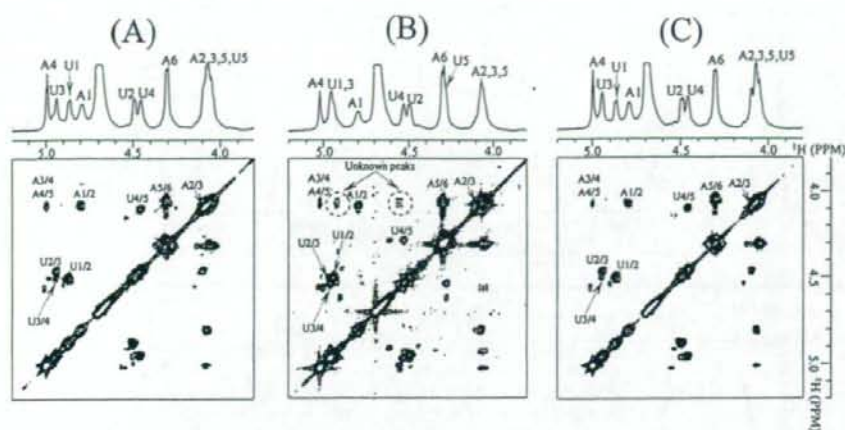 (A)
(B)
(C)
A4
U3
U1
A1
U2 U4
A6
A2,3,5,U5
A4
U1,3
A1
U4
U2
A6
U5
A2,3,5
A4
U3
U1
A1
U2
U4
A6
A2,3,5,U5
5.0 4.5 4.0
5.0 4.5 4.0
5.0 4.5 4.0 ¹H (PPM)
A3/4
A4/5
A1/2
U4/5
A5/6
A2/3
U2/3
U1/2
U3/4
Unknown peaks
A3/4
A4/5
A1/2
A5/6
A2/3
U2/3
U1/2
U4/5
U3/4
A3/4
A4/5
A1/2
U4/5
A5/6
A2/3
U2/3
U1/2
U3/4
4.0
4.5
5.0 ¹H (PPM)